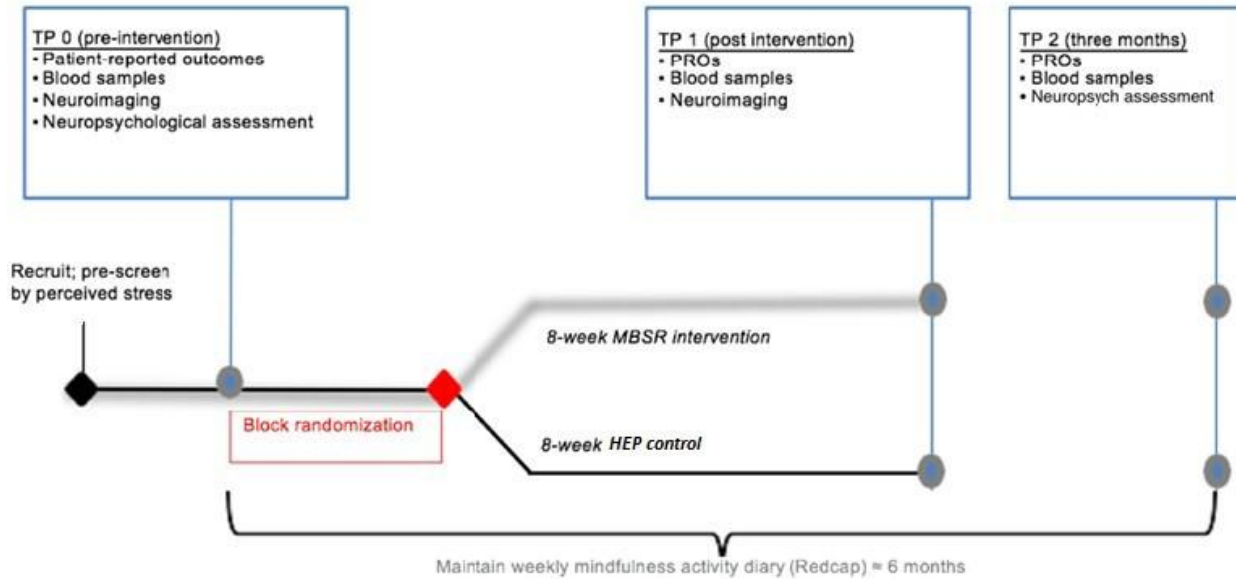 TP 0 (pre-intervention)
- Patient-reported outcomes
• Blood samples
• Neuroimaging
• Neuropsychological assessment
TP 1 (post intervention)
- PROs
• Blood samples
• Neuroimaging
TP 2 (three months)
- PROs
• Blood samples
• Neuropsych assessment
Recruit; pre-screen
by perceived stress
8-week MBSR intervention
Block randomization
8-week HEP control
Maintain weekly mindfulness activity diary (Redcap) ≈ 6 months